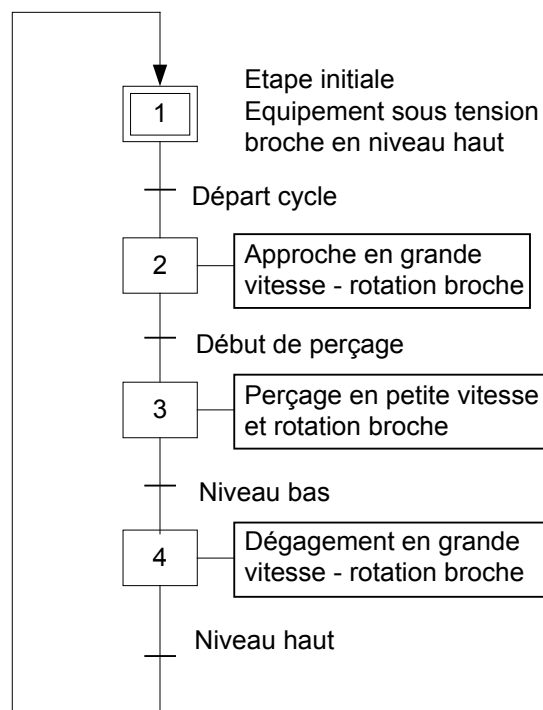 1
Etape initiale
Equipement sous tension
broche en niveau haut
Départ cycle
2
Approche en grande
vitesse - rotation broche
Début de perçage
3
Perçage en petite vitesse
et rotation broche
Niveau bas
4
Dégagement en grande
vitesse - rotation broche
Niveau haut